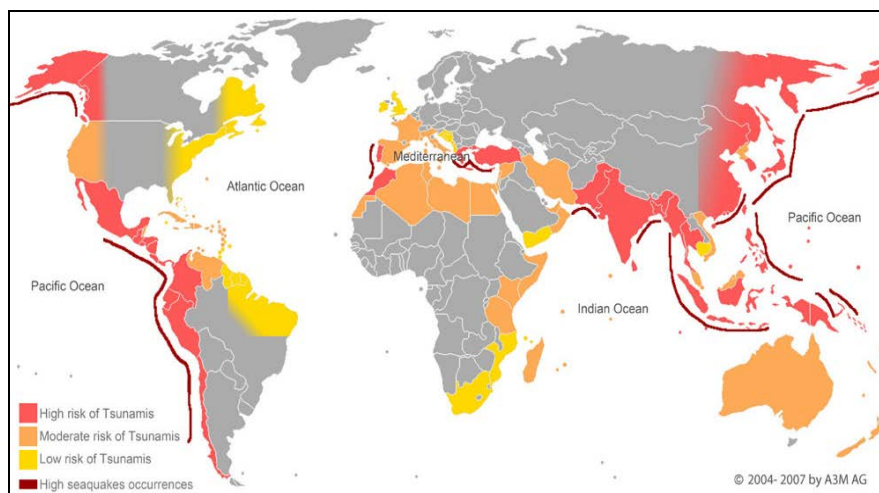 Mediterranean
Atlantic Ocean
Pacific Ocean
Pacific Ocean
Indian Ocean
High risk of Tsunamis
Moderate risk of Tsunamis
Low risk of Tsunamis
High seaquakes occurrences
© 2004- 2007 by A3M AG